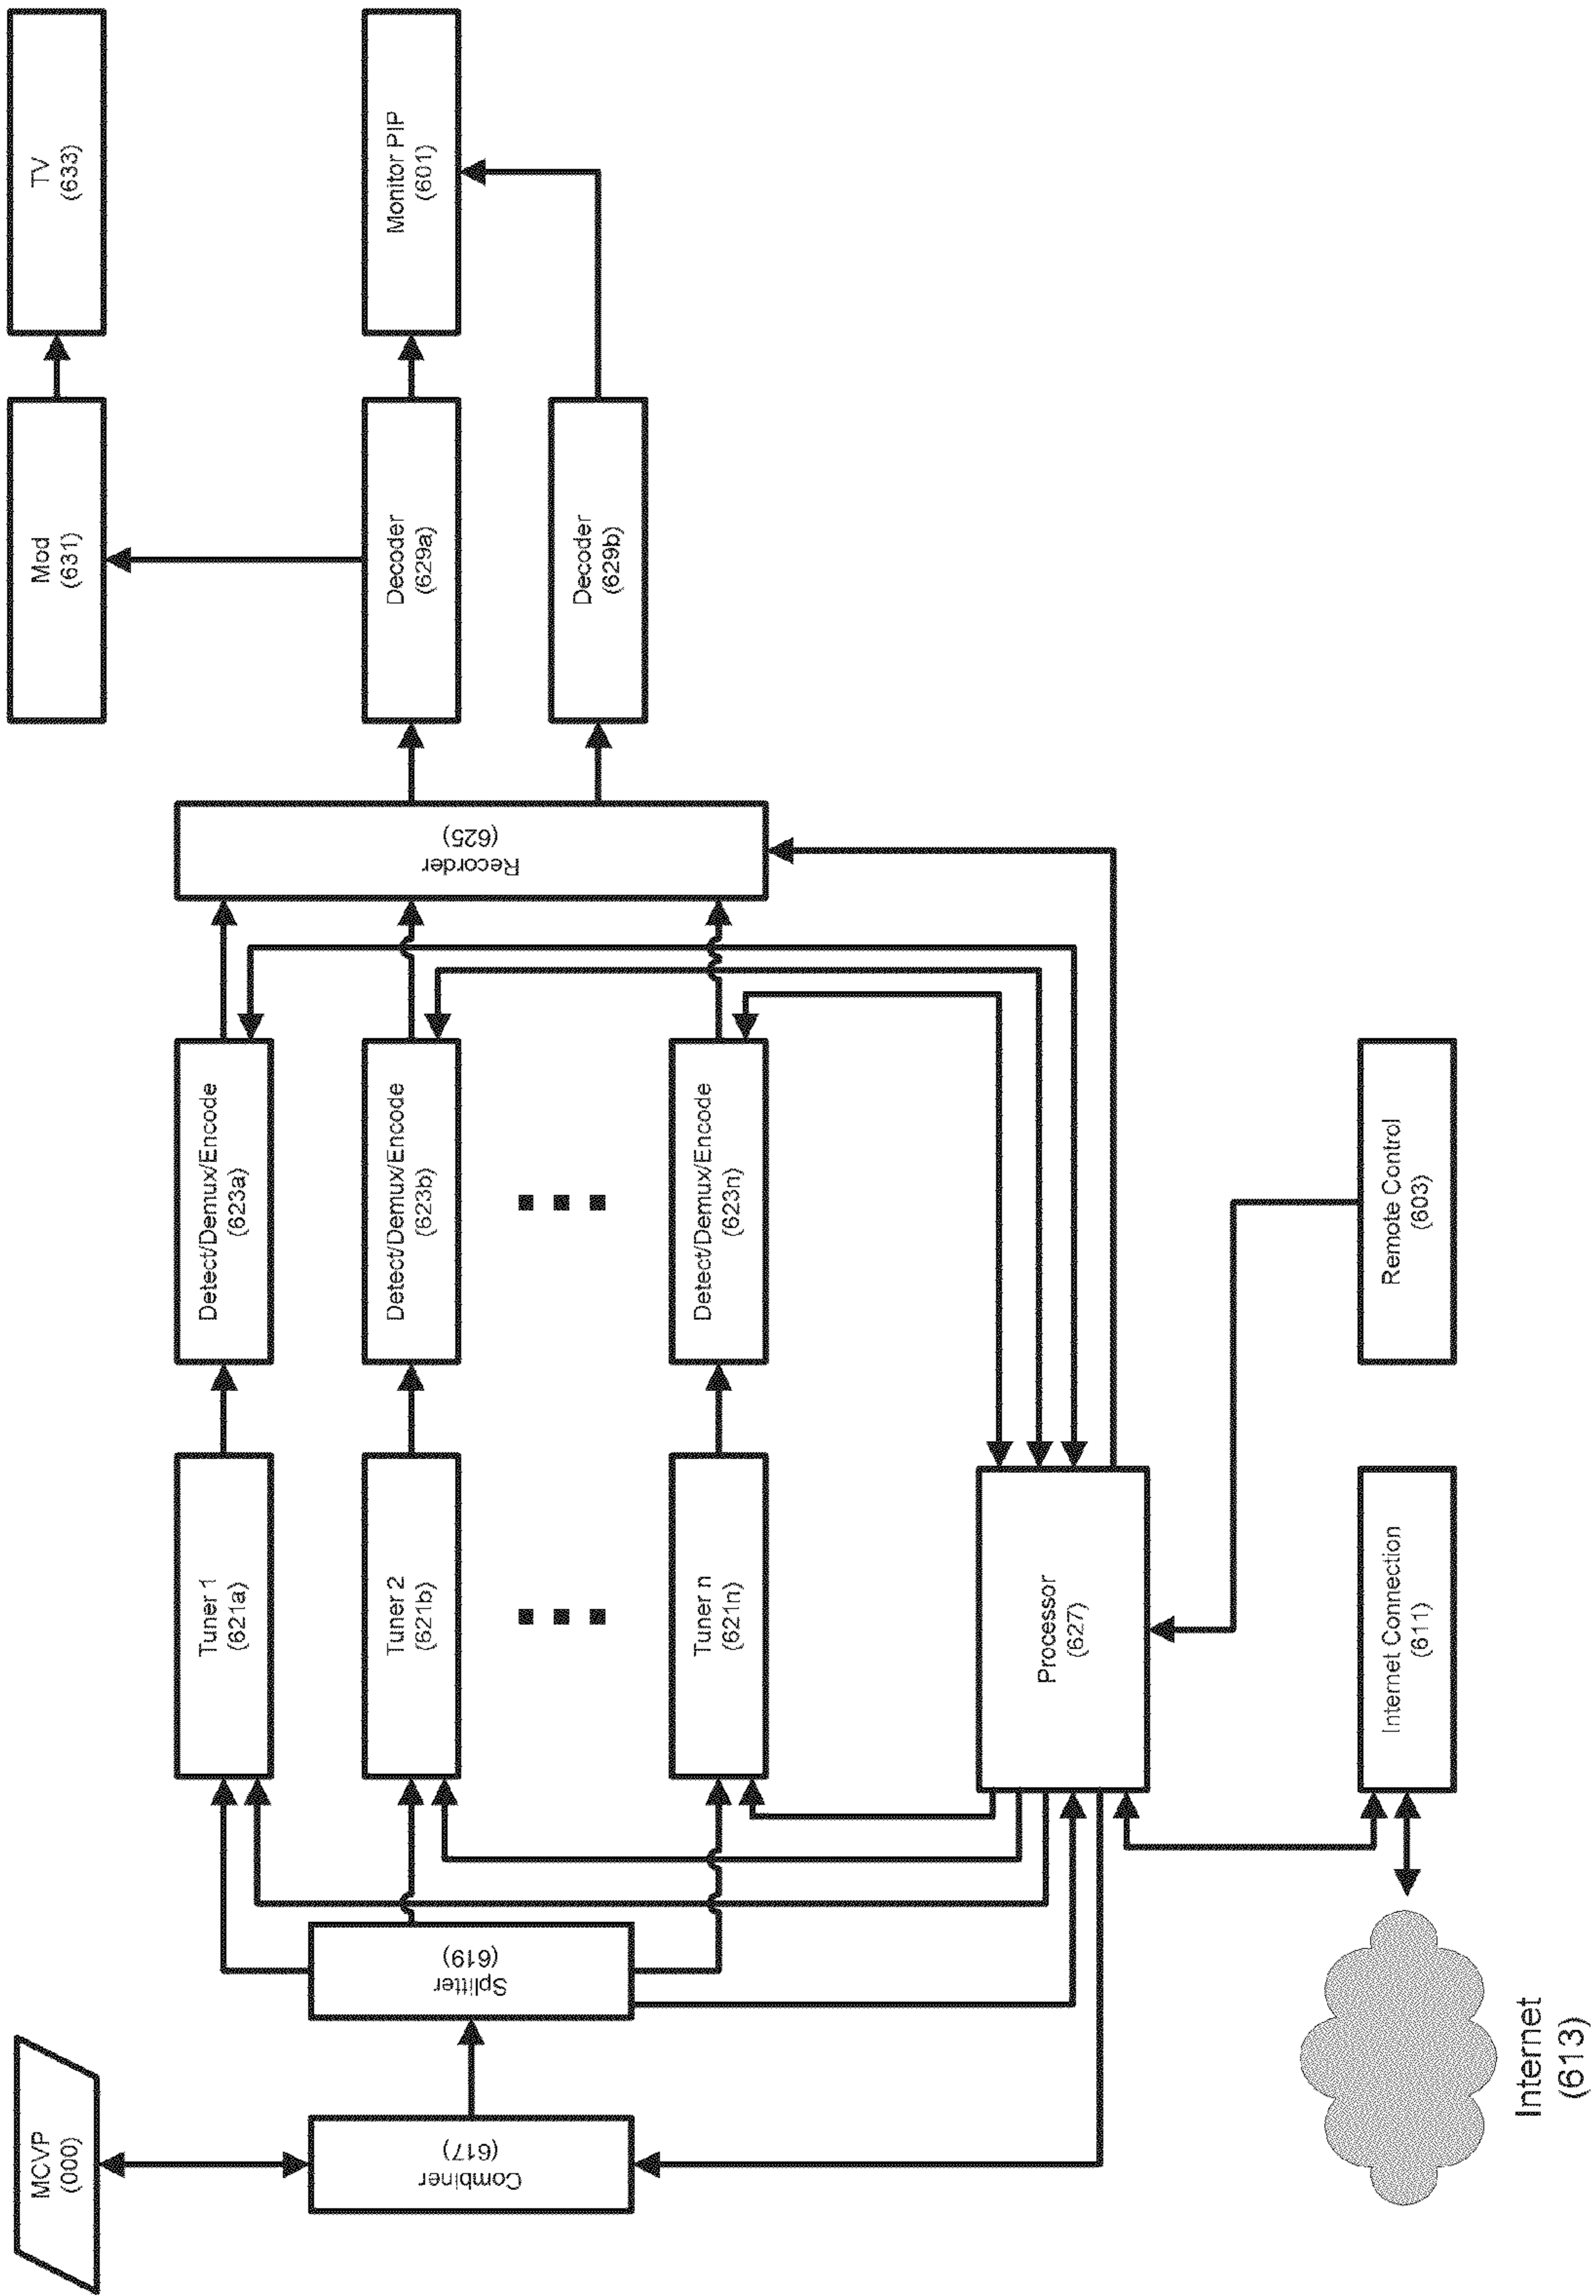 MCVP
(000)
Combiner
(617)
Splitter
(619)
Tuner 1
(621a)
Tuner 2
(621b)
Tuner n
(621n)
Detect/Demux/Encode
(623a)
Detect/Demux/Encode
(623b)
Detect/Demux/Encode
(623n)
Recorder
(625)
Mod
(631)
TV
(633)
Decoder
(629a)
Monitor PIP
(601)
Decoder
(629b)
Processor
(627)
Internet Connection
(611)
Remote Control
(603)
Internet
(613)